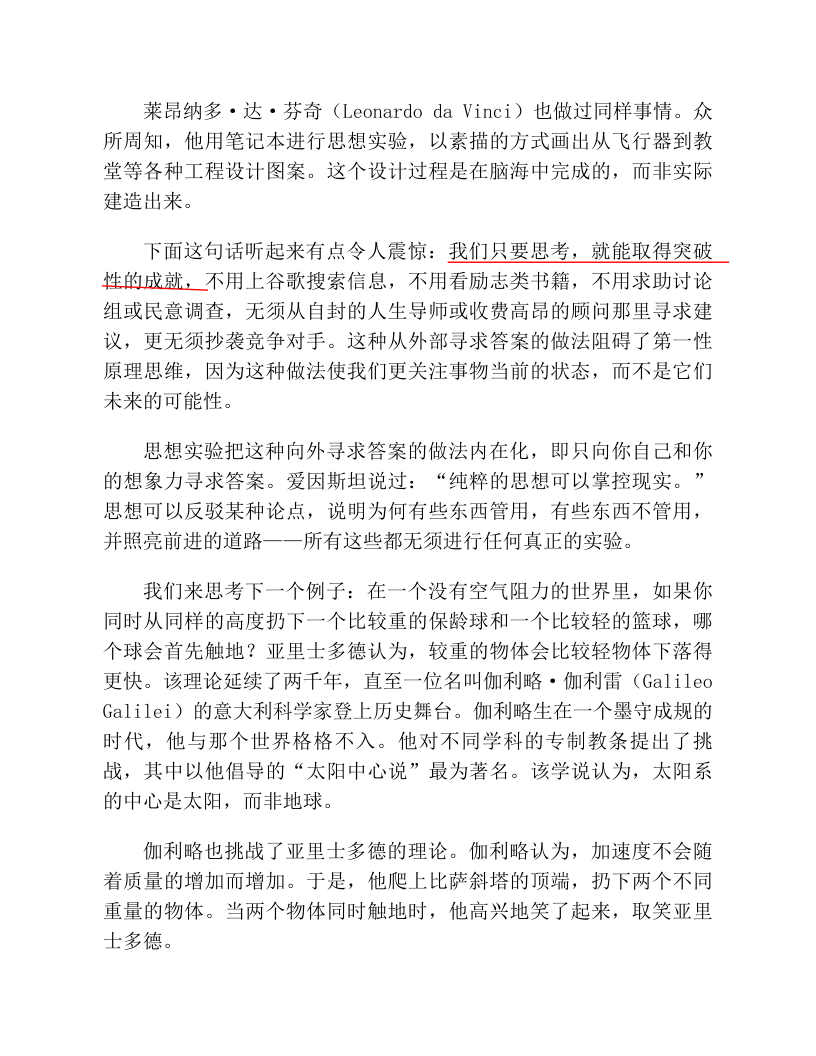 莱昂纳多·达·芬奇（Leonardo da Vinci）也做过同样事情。众
所周知，他用笔记本进行思想实验，以素描的方式画出从飞行器到教
堂等各种工程设计图案。这个设计过程是在脑海中完成的，而非实际
建造出来。
下面这句话听起来有点令人震惊：我们只要思考，就能取得突破
性的成就，不用上谷歌搜索信息，不用看励志类书籍，不用求助讨论
组或民意调查，无须从自封的人生导师或收费高昂的顾问那里寻求建
议，更无须抄袭竞争对手。这种从外部寻求答案的做法阻碍了第一性
原理思维，因为这种做法使我们更关注事物当前的状态，而不是它们
未来的可能性。
思想实验把这种向外寻求答案的做法内在化，即只向你自己和你
的想象力寻求答案。爱因斯坦说过：“纯粹的思想可以掌控现实。”
思想可以反驳某种论点，说明为何有些东西管用，有些东西不管用，
并照亮前进的道路——所有这些都无须进行任何真正的实验。
我们来思考下一个例子：在一个没有空气阻力的世界里，如果你
同时从同样的高度扔下一个比较重的保龄球和一个比较轻的篮球，哪
个球会首先触地？亚里士多德认为，较重的物体会比较轻物体下落得
更快。该理论延续了两千年，直至一位名叫伽利略·伽利雷（Galileo
Galilei）的意大利科学家登上历史舞台。伽利略生在一个墨守成规的
时代，他与那个世界格格不入。他对不同学科的专制教条提出了挑
战，其中以他倡导的“太阳中心说”最为著名。该学说认为，太阳系
的中心是太阳，而非地球。
伽利略也挑战了亚里士多德的理论。伽利略认为，加速度不会随
着质量的增加而增加。于是，他爬上比萨斜塔的顶端，扔下两个不同
重量的物体。当两个物体同时触地时，他高兴地笑了起来，取笑亚里
士多德。